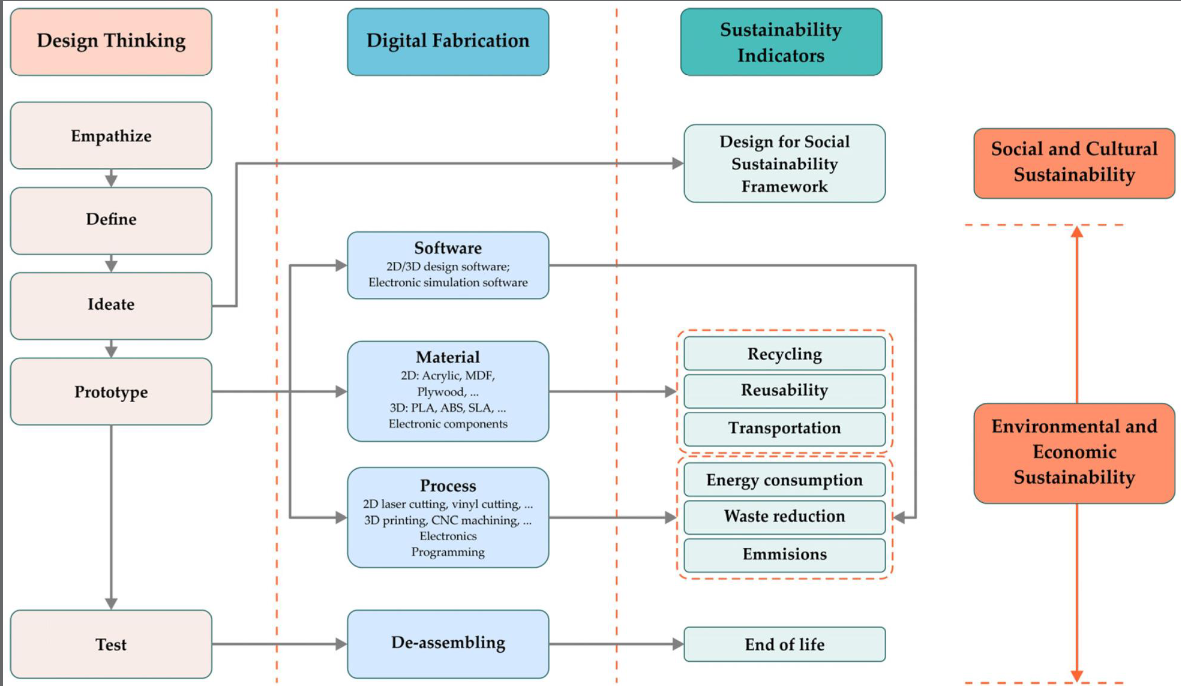 Design Thinking
Digital Fabrication
Sustainability
Indicators
Empathize
Define
Ideate
Prototype
Test
Software
2D/3D design software;
Electronic simulation software
Material
2D: Acrylic, MDF,
Plywood, ...
3D: PLA, ABS, SLA, ...
Electronic components
Process
2D laser cutting, vinyl cutting, ...
3D printing, CNC machining, ...
Electronics
Programming
De-assembling
Design for Social
Sustainability
Framework
Recycling
Reusability
Transportation
Energy consumption
Waste reduction
Emmisions
End of life
Social and Cultural
Sustainability
Environmental and
Economic
Sustainability